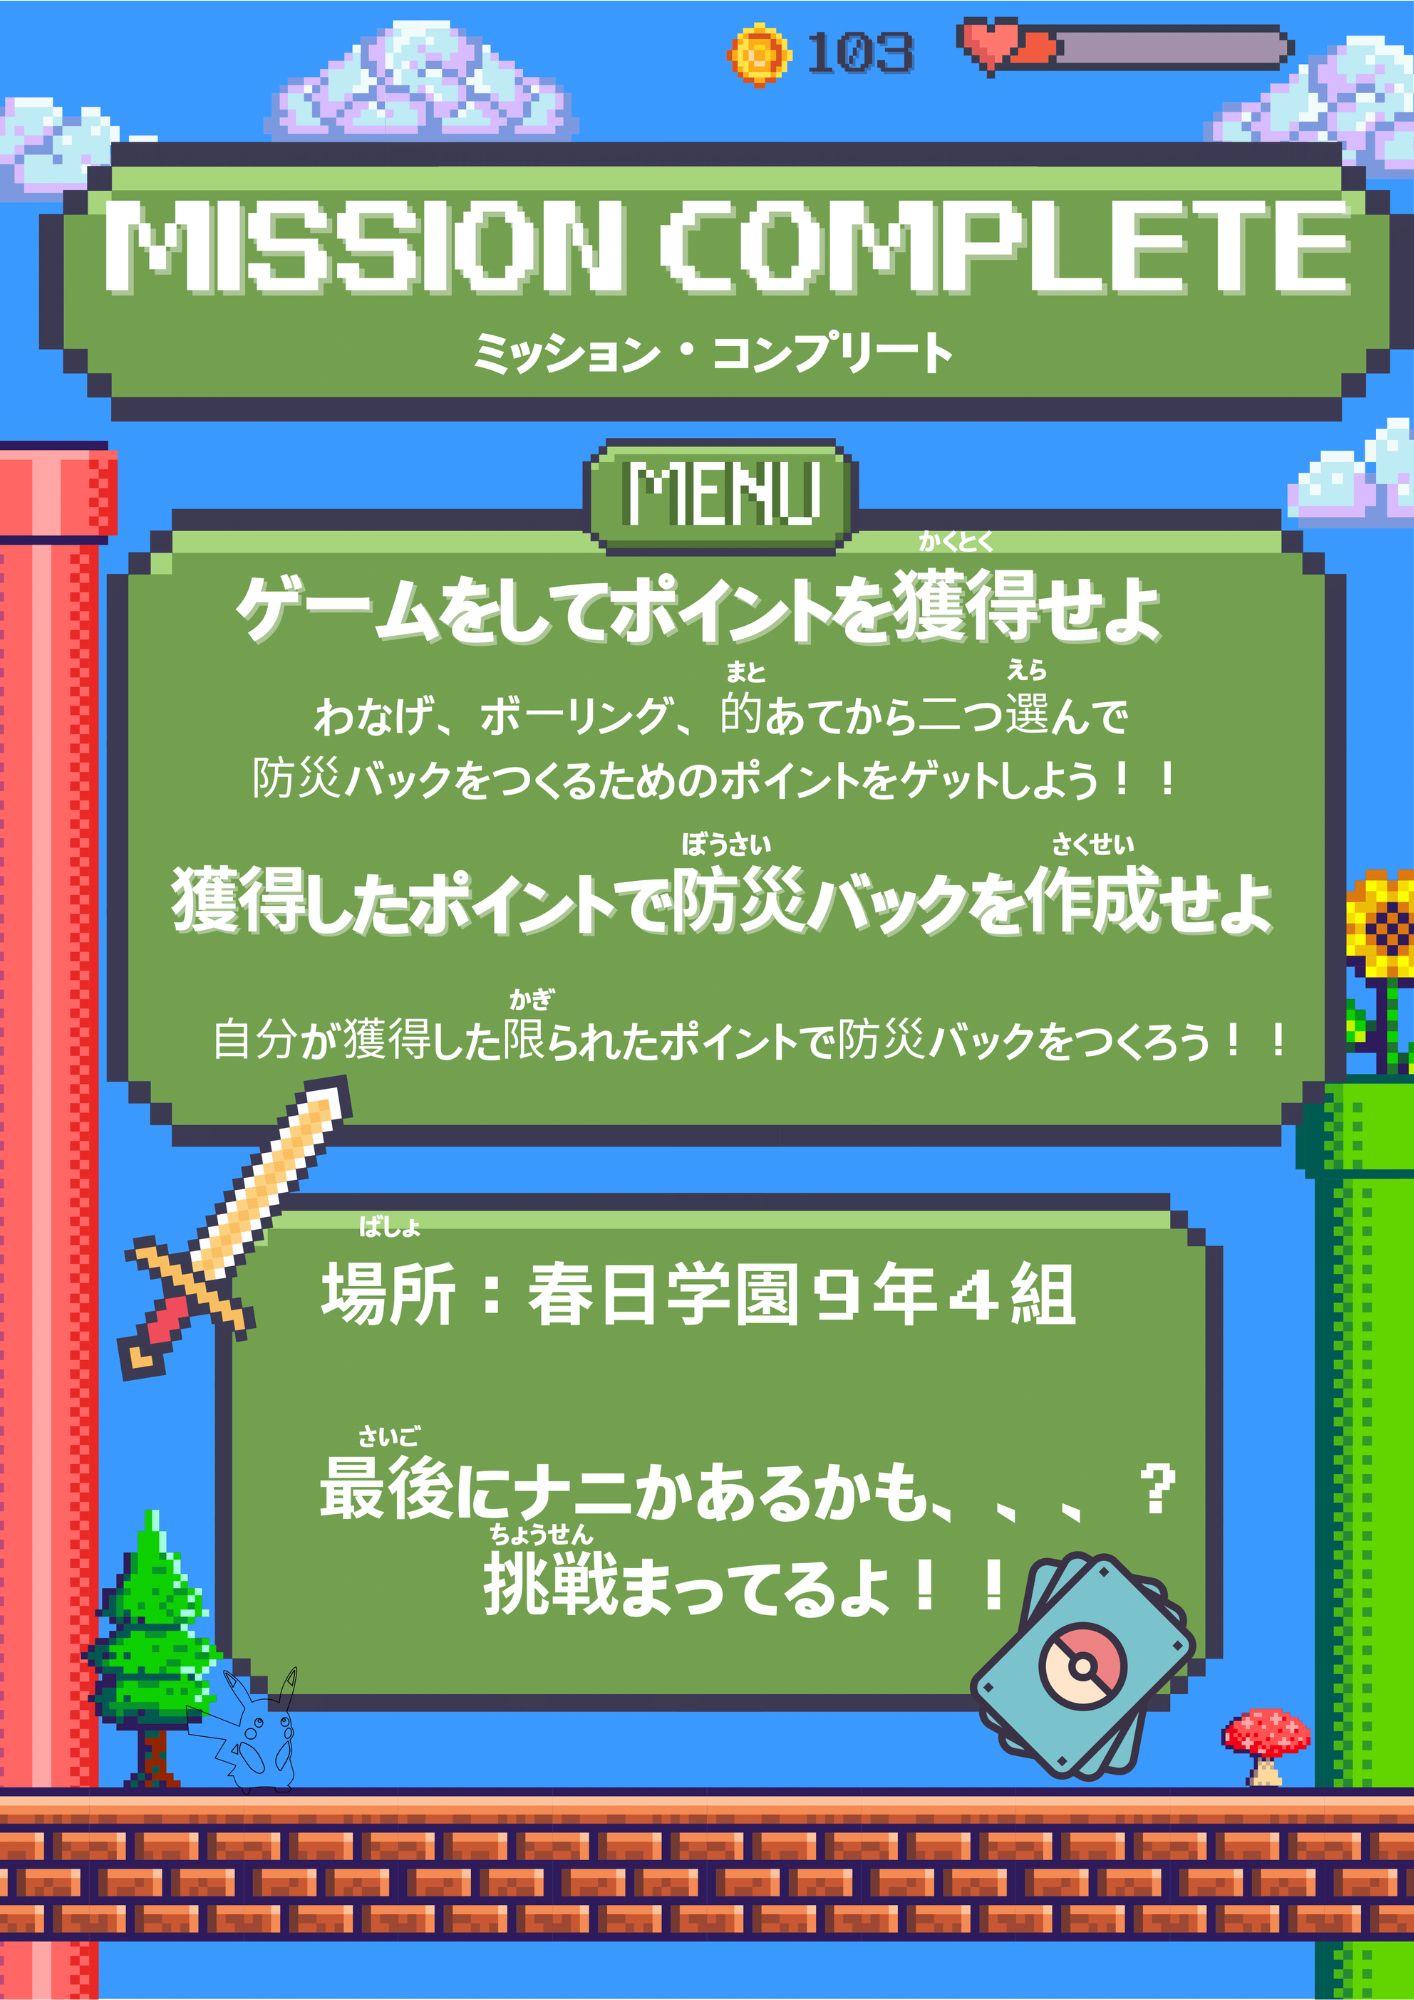 103
MISSION COMPLETE
ミッション・コンプリート
MENU
かくとく
ゲームをしてポイントを獲得せよ
まと えら
わなげ、ボーリング、的あてから二つ選んで
防災バックをつくるためのポイントをゲットしよう！！
ぼうさい さくせい
獲得したポイントで防災バックを作成せよ
かぎ
自分が獲得した限られたポイントで防災バックをつくろう！！
ばしょ
場所：春日学園９年４組
さいご
最後にナニかあるかも、、、？
ちょうせん
挑戦まってるよ！！